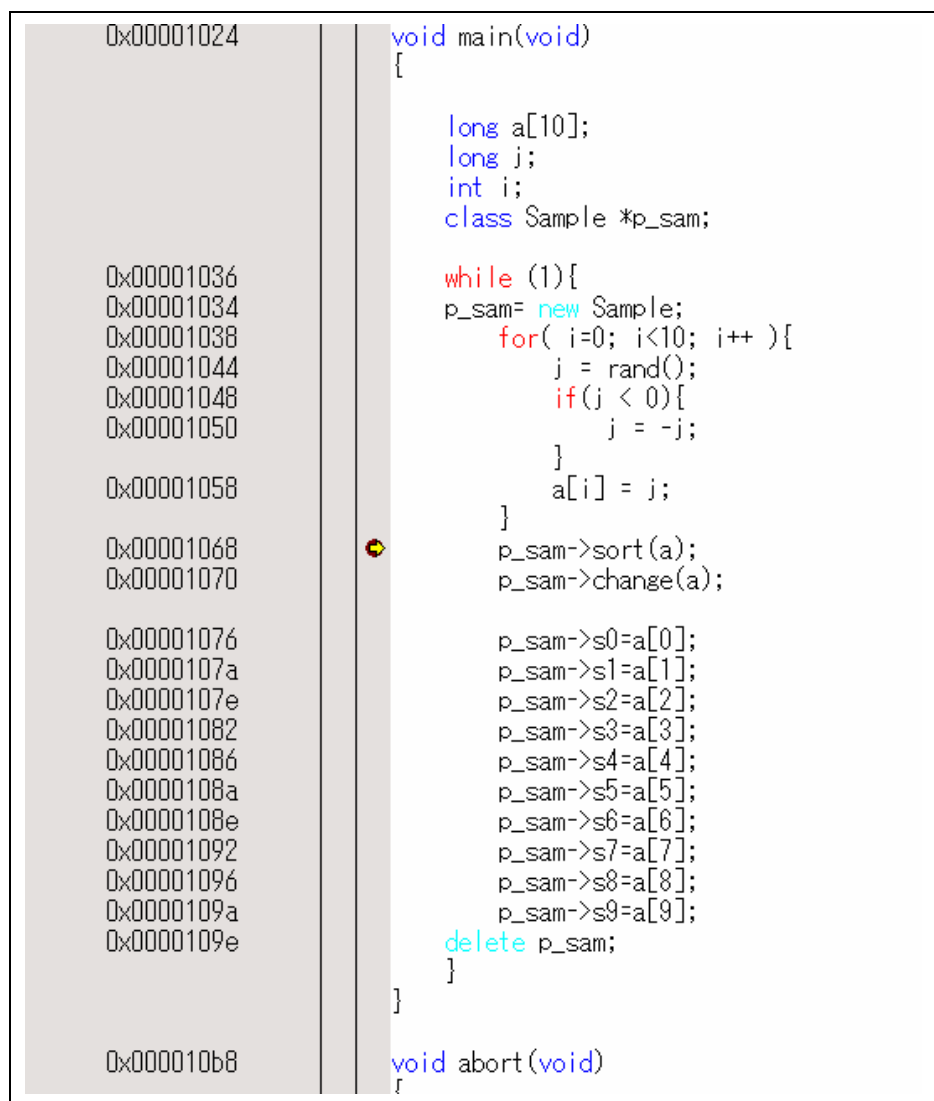 0x00001024 void main(void)
{
long a[10];
long j;
int i;
class Sample *p_sam;
0x00001036 while (1){
0x00001034 p_sam= new Sample;
0x00001038 for( i=0; i<10; i++ ){
0x00001044 j = rand();
0x00001048 if(j < 0){
0x00001050 j = -j;
}
0x00001058 a[i] = j;
}
0x00001068 p_sam->sort(a);
0x00001070 p_sam->change(a);
0x00001076 p_sam->s0=a[0];
0x0000107a p_sam->s1=a[1];
0x0000107e p_sam->s2=a[2];
0x00001082 p_sam->s3=a[3];
0x00001086 p_sam->s4=a[4];
0x0000108a p_sam->s5=a[5];
0x0000108e p_sam->s6=a[6];
0x00001092 p_sam->s7=a[7];
0x00001096 p_sam->s8=a[8];
0x0000109a p_sam->s9=a[9];
0x0000109e delete p_sam;
}
}
0x000010b8 void abort(void)
{